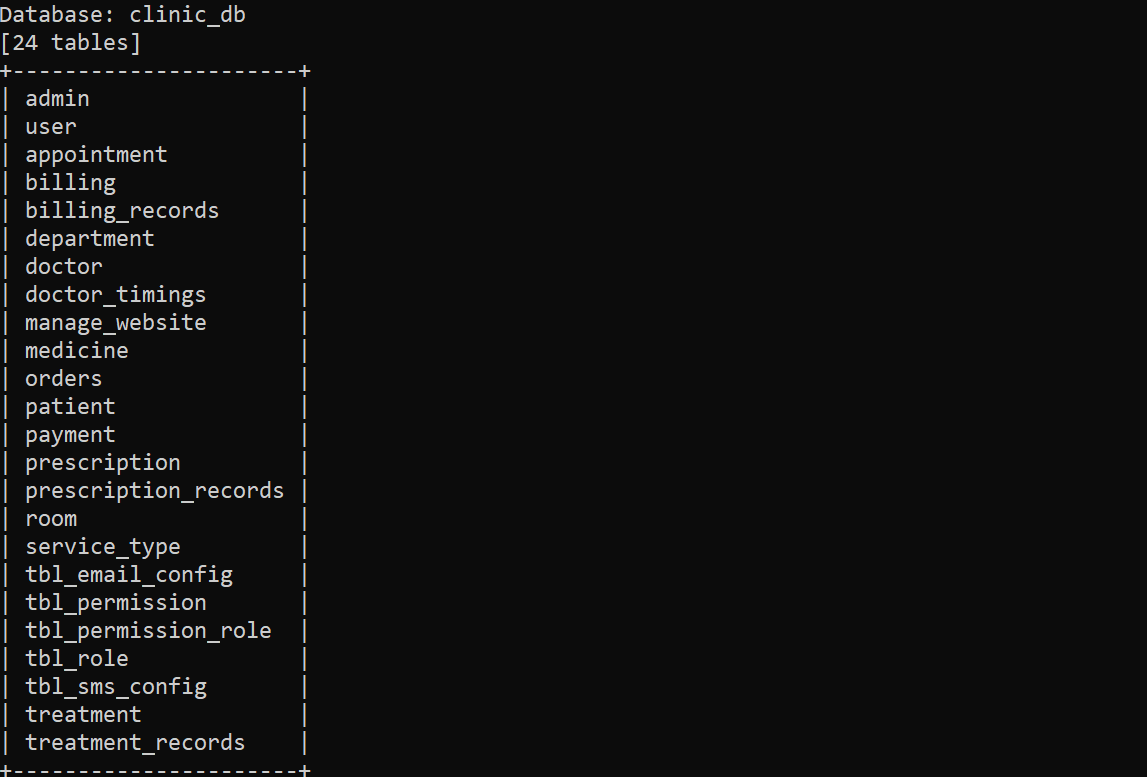 Database: clinic_db
[24 tables]
+----------------------+
| admin                |
| user                 |
| appointment          |
| billing              |
| billing_records      |
| department           |
| doctor               |
| doctor_timings       |
| manage_website       |
| medicine             |
| orders               |
| patient              |
| payment              |
| prescription         |
| prescription_records |
| room                 |
| service_type         |
| tbl_email_config     |
| tbl_permission       |
| tbl_permission_role  |
| tbl_role             |
| tbl_sms_config       |
| treatment            |
| treatment_records    |
+----------------------+